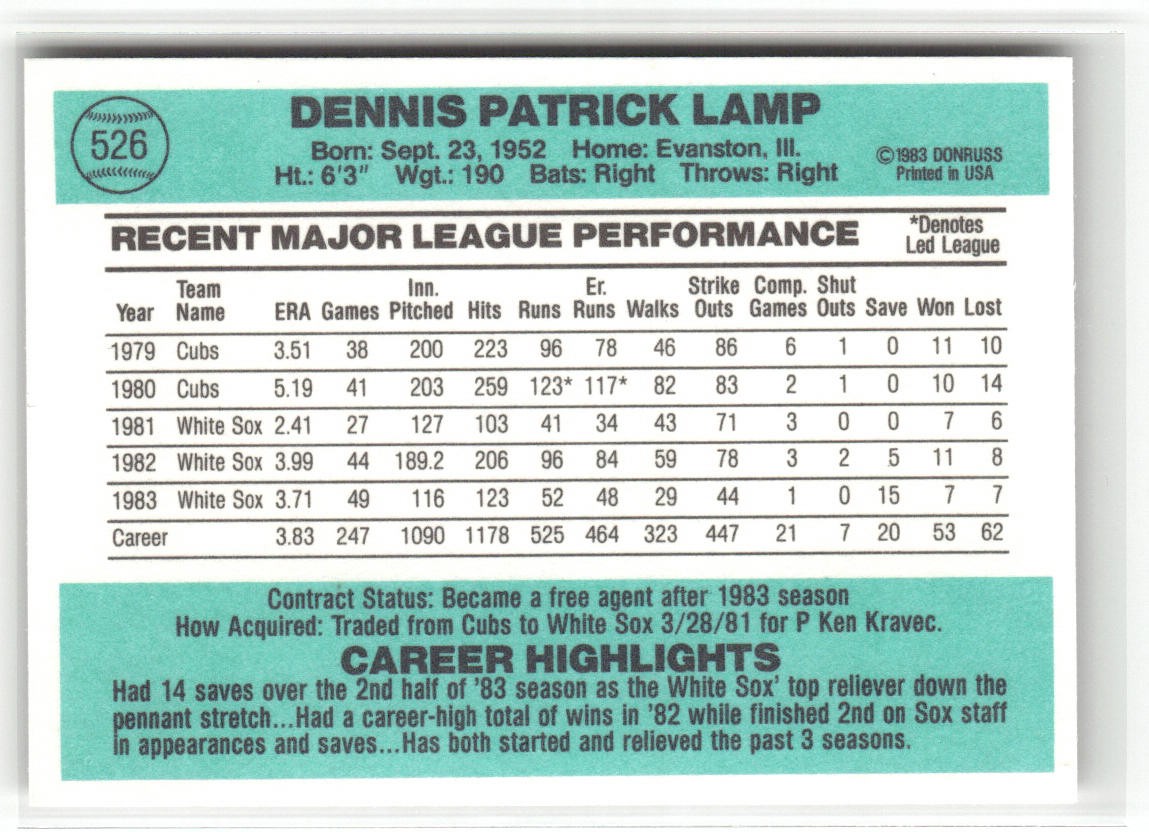 526
DENNIS PATRICK LAMP
Born: Sept. 23, 1952 Home: Evanston, Ill.
Ht.: 6'3" Wgt.: 190 Bats: Right Throws: Right
©1983 DONRUSS
Printed in USA
RECENT MAJOR LEAGUE PERFORMANCE
*Denotes
Led League
Year Team Name ERA Games Inn. Pitched Hits Runs Er. Runs Walks Strike Outs Comp. Games Shut Outs Save Won Lost
1979 Cubs 3.51 38 200 223 96 78 46 86 6 1 0 11 10
1980 Cubs 5.19 41 203 259 123* 117* 82 83 2 1 0 10 14
1981 White Sox 2.41 27 127 103 41 34 43 71 3 0 0 7 6
1982 White Sox 3.99 44 189.2 206 96 84 59 78 3 2 5 11 8
1983 White Sox 3.71 49 116 123 52 48 29 44 1 0 15 7 7
Career 3.83 247 1090 1178 525 464 323 447 21 7 20 53 62
Contract Status: Became a free agent after 1983 season
How Acquired: Traded from Cubs to White Sox 3/28/81 for P Ken Kravec.
CAREER HIGHLIGHTS
Had 14 saves over the 2nd half of '83 season as the White Sox' top reliever down the
pennant stretch...Had a career-high total of wins in '82 while finished 2nd on Sox staff
in appearances and saves...Has both started and relieved the past 3 seasons.